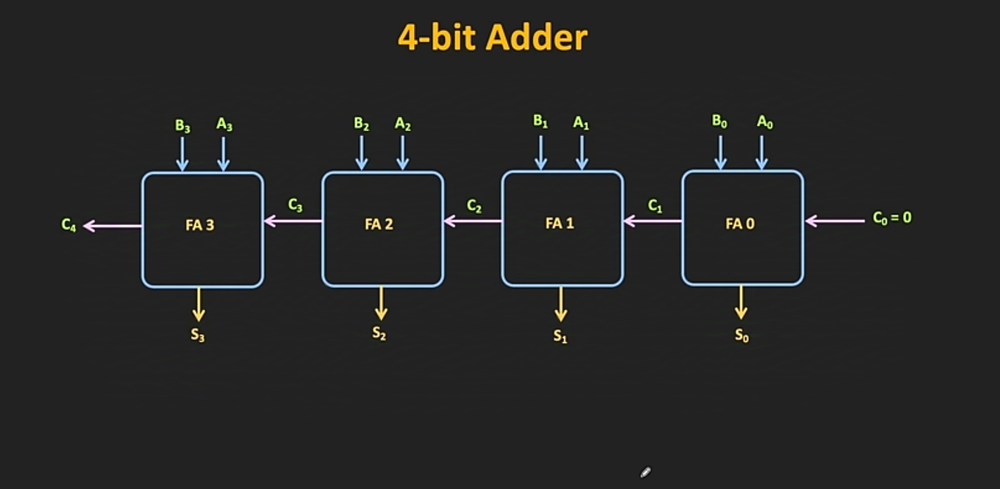 4-bit Adder
B₃ A₃ B₂ A₂ B₁ A₁ B₀ A₀
C₄ FA 3 C₃ FA 2 C₂ FA 1 C₁ FA 0 C₀ = 0
S₃ S₂ S₁ S₀